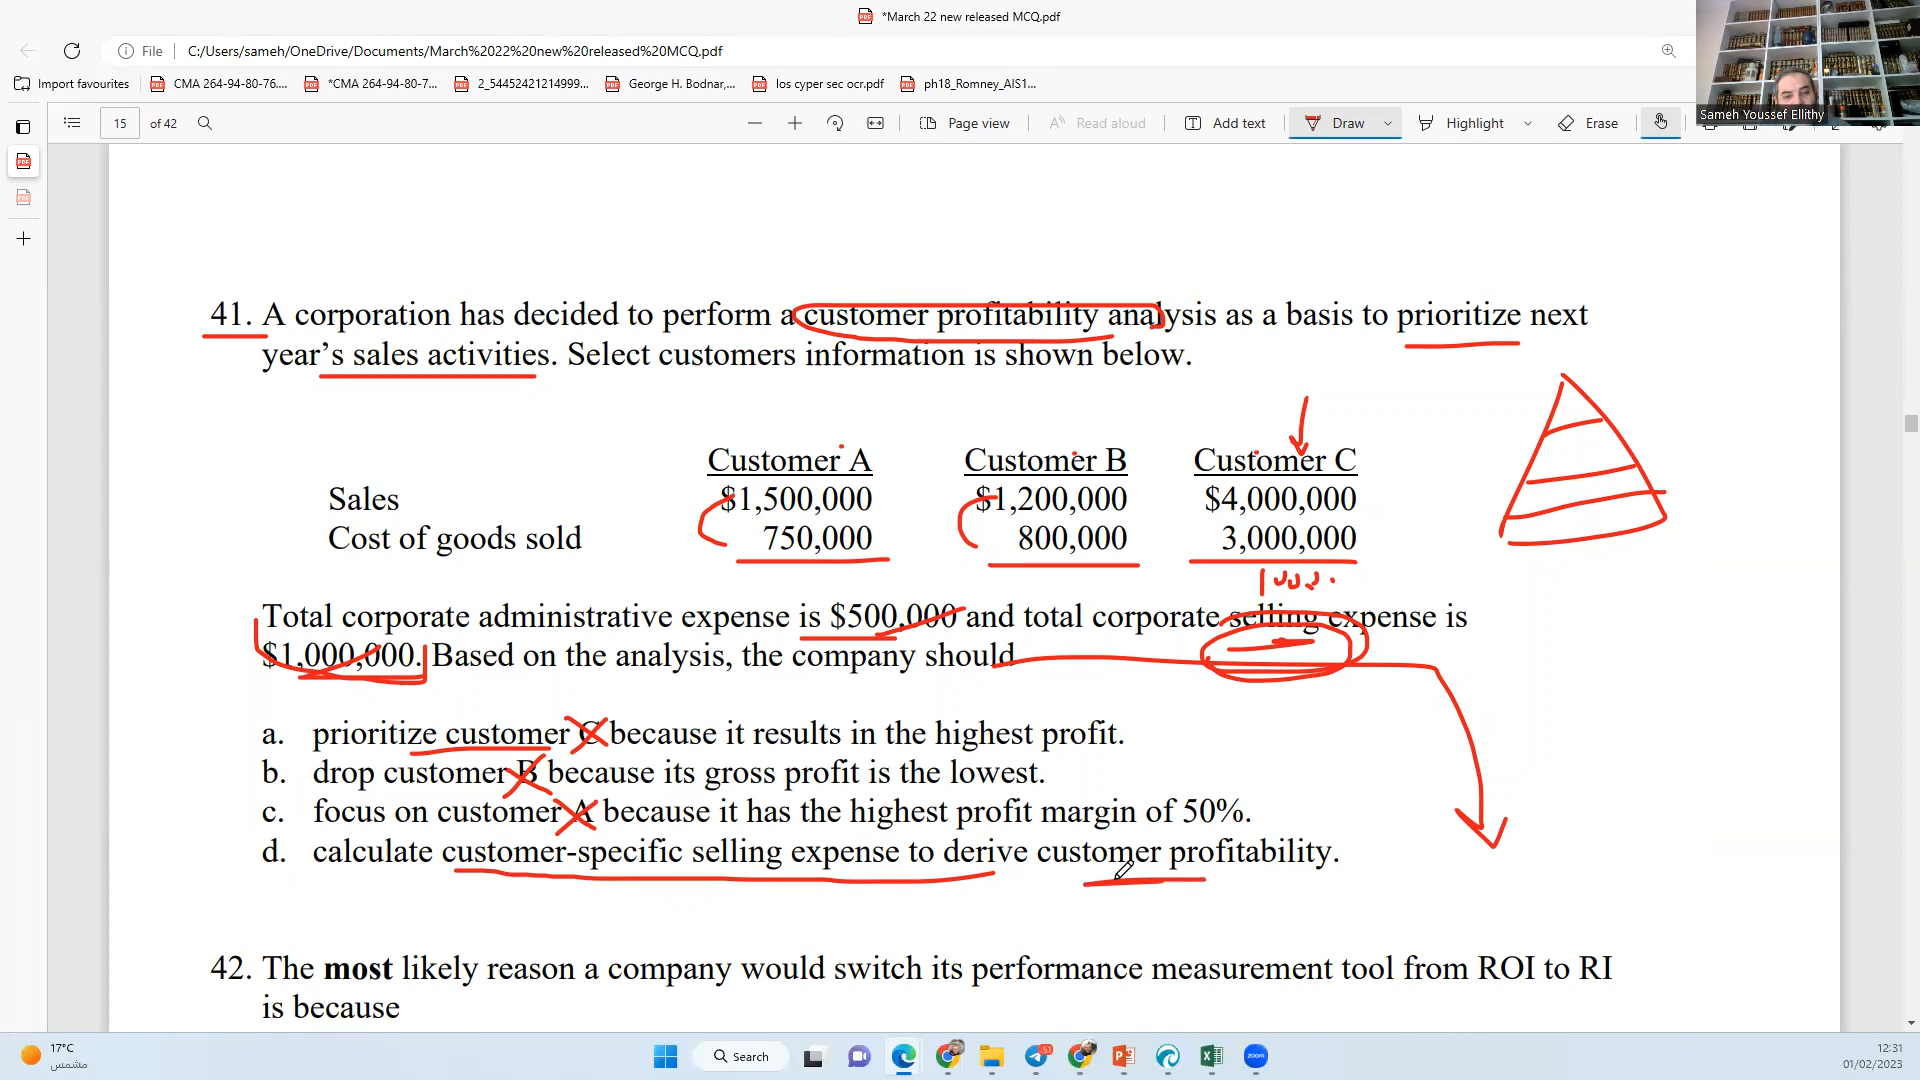 *March 22 new released MCQ.pdf
File
C:/Users/sameh/OneDrive/Documents/March%2022%20new%20released%20MCQ.pdf
Import favourites
CMA 264-94-80-76....
*CMA 264-94-80-7...
2_54452421214999...
George H. Bodnar,...
los cyper sec ocr.pdf
ph18_Romney_AIS1...
Sameh Youssef Ellithy
15 of 42
Page view
Read aloud
Add text
Draw
Highlight
Erase
41. A corporation has decided to perform a customer profitability analysis as a basis to prioritize next
year’s sales activities. Select customers information is shown below.
Customer A Customer B Customer C
Sales $1,500,000 $1,200,000 $4,000,000
Cost of goods sold 750,000 800,000 3,000,000
Total corporate administrative expense is $500,000 and total corporate selling expense is
$1,000,000. Based on the analysis, the company should
a. prioritize customer C because it results in the highest profit.
b. drop customer B because its gross profit is the lowest.
c. focus on customer A because it has the highest profit margin of 50%.
d. calculate customer-specific selling expense to derive customer profitability.
42. The most likely reason a company would switch its performance measurement tool from ROI to RI
is because
17°C
مشمس
Search
51
zoom
12:31
01/02/2023